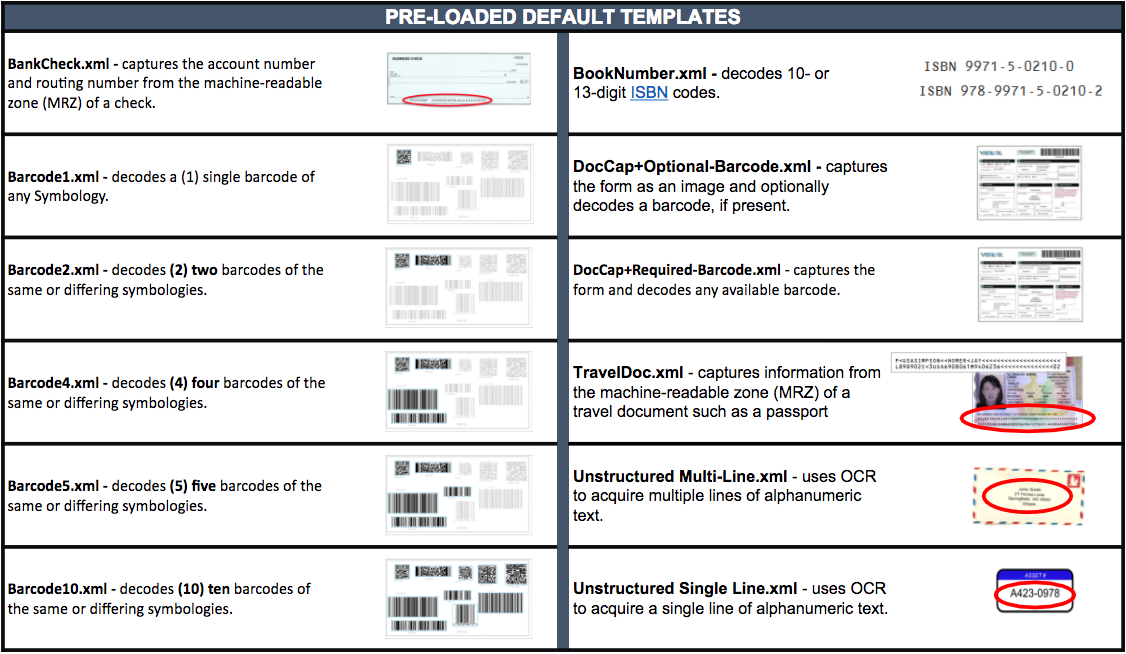 PRE-LOADED DEFAULT TEMPLATES
BankCheck.xml - captures the account number
and routing number from the machine-readable
zone (MRZ) of a check.
BUSINESS CHECK
BookNumber.xml - decodes 10- or
13-digit ISBN codes.
ISBN 9971-5-0210-0
ISBN 978-9971-5-0210-2
Barcode1.xml - decodes a (1) single barcode of
any Symbology.
DocCap+Optional-Barcode.xml - captures
the form as an image and optionally
decodes a barcode, if present.
Barcode2.xml - decodes (2) two barcodes of the
same or differing symbologies.
DocCap+Required-Barcode.xml - captures the
form and decodes any available barcode.
Barcode4.xml - decodes (4) four barcodes of the
same or differing symbologies.
TravelDoc.xml - captures information from
the machine-readable zone (MRZ) of a
travel document such as a passport
Barcode5.xml - decodes (5) five barcodes of the
same or differing symbologies.
Unstructured Multi-Line.xml - uses OCR
to acquire multiple lines of alphanumeric
text.
John Smith
Barcode10.xml - decodes (10) ten barcodes of
the same or differing symbologies.
Unstructured Single Line.xml - uses OCR
to acquire a single line of alphanumeric text.
ASSET #
A423-0978